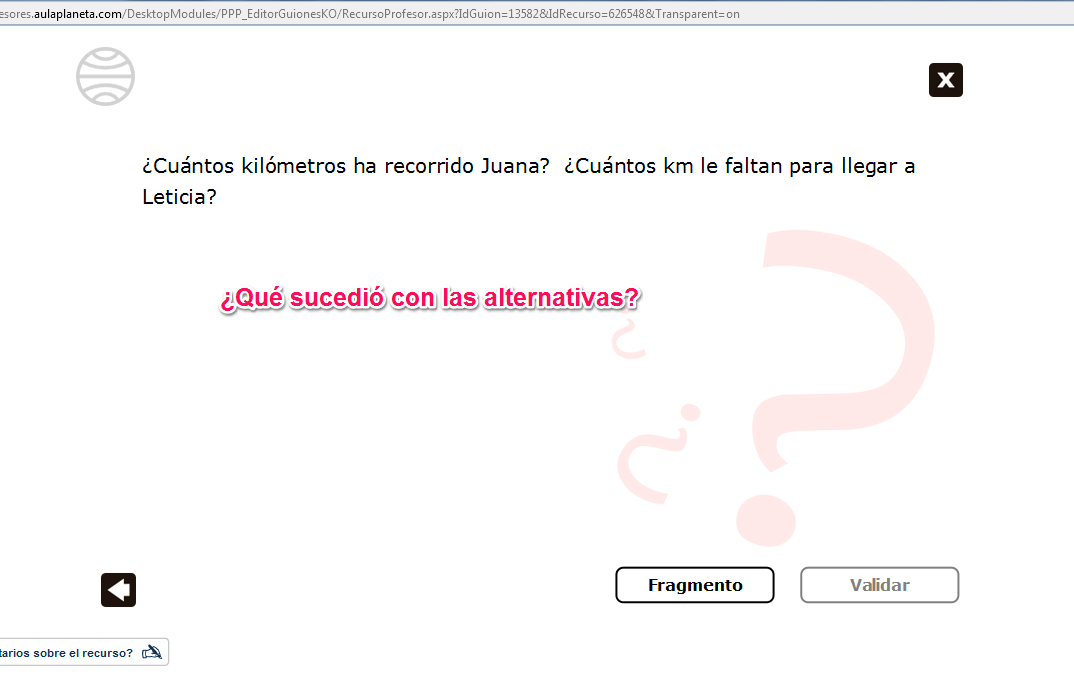 esores.aulaplaneta.com/DesktopModules/PPP_EditorGuionesKO/RecursoProfesor.aspx?IdGuion=13582&IdRecurso=626548&Transparent=on
X
¿Cuántos kilómetros ha recorrido Juana?  ¿Cuántos km le faltan para llegar a
Leticia?
¿Qué sucedió con las alternativas?
Fragmento
Validar
tarios sobre el recurso?